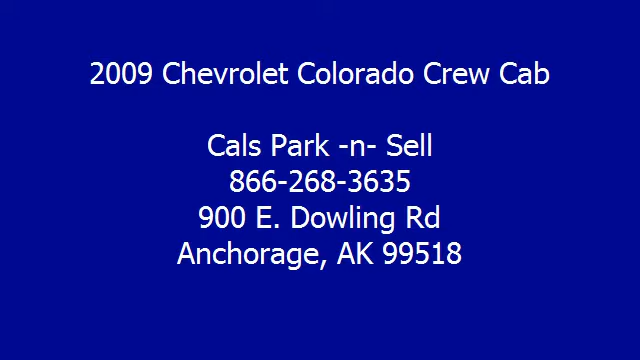 2009 Chevrolet Colorado Crew Cab
Cals Park -n- Sell
866-268-3635
900 E. Dowling Rd
Anchorage, AK 99518